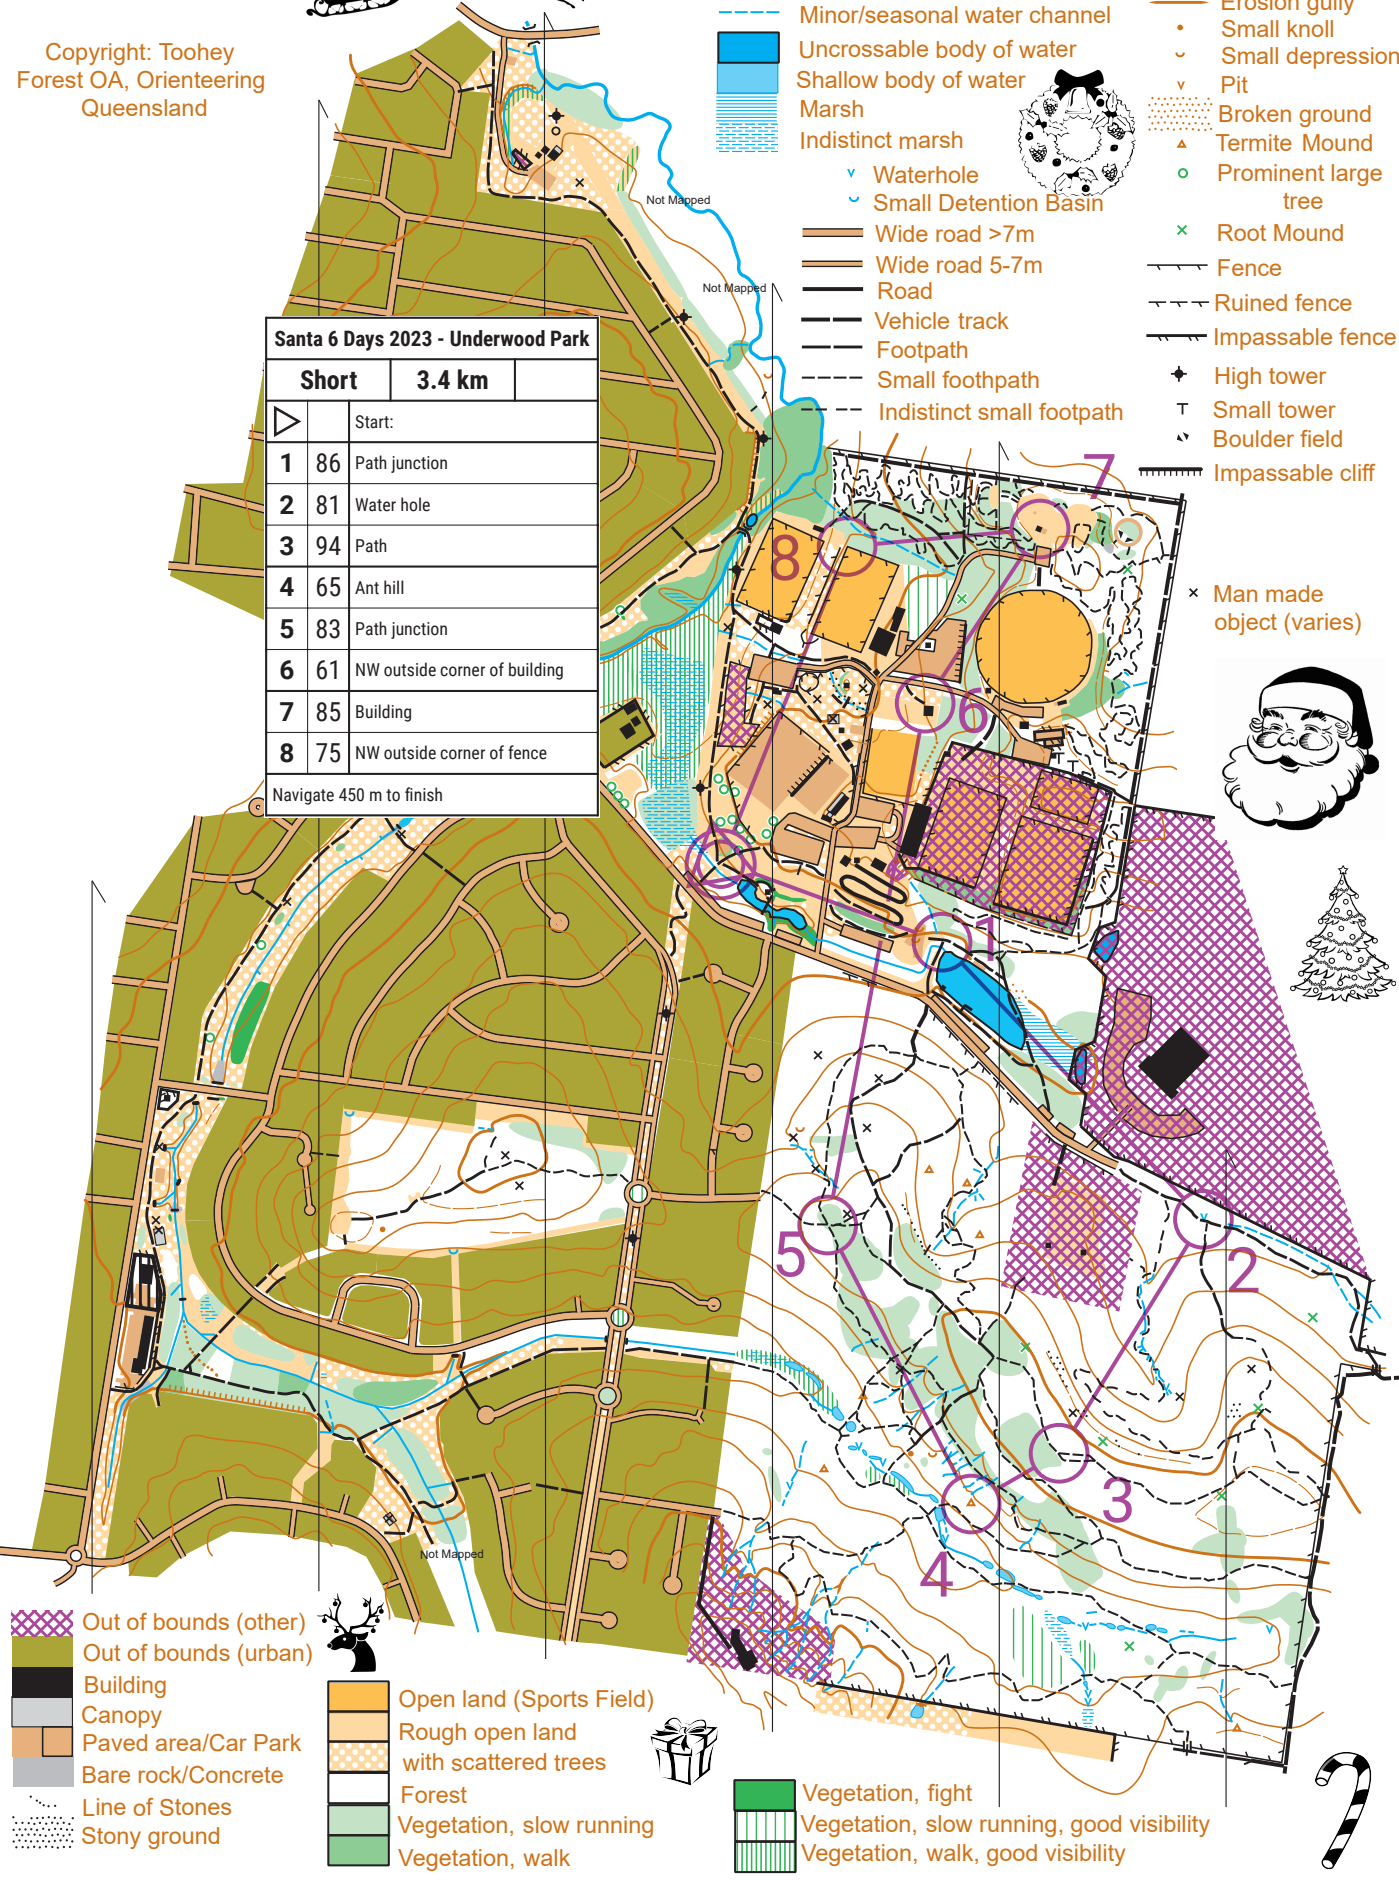 Copyright: Toohey
Forest OA, Orienteering
Queensland
Minor/seasonal water channel
Uncrossable body of water
Shallow body of water
Marsh
Indistinct marsh
Waterhole
Small Detention Basin
Wide road >7m
Wide road 5-7m
Road
Vehicle track
Footpath
Small foothpath
Indistinct small footpath
Erosion gully
Small knoll
Small depression
Pit
Broken ground
Termite Mound
Prominent large
tree
Root Mound
Fence
Ruined fence
Impassable fence
High tower
Small tower
Boulder field
Impassable cliff
Man made
object (varies)
Not Mapped
Not Mapped
Santa 6 Days 2023 - Underwood Park
Short 3.4 km
Start:
1 86 Path junction
2 81 Water hole
3 94 Path
4 65 Ant hill
5 83 Path junction
6 61 NW outside corner of building
7 85 Building
8 75 NW outside corner of fence
Navigate 450 m to finish
7
8
6
1
5
2
3
4
Not Mapped
Out of bounds (other)
Out of bounds (urban)
Building
Canopy
Paved area/Car Park
Bare rock/Concrete
Line of Stones
Stony ground
Open land (Sports Field)
Rough open land
with scattered trees
Forest
Vegetation, slow running
Vegetation, walk
Vegetation, fight
Vegetation, slow running, good visibility
Vegetation, walk, good visibility